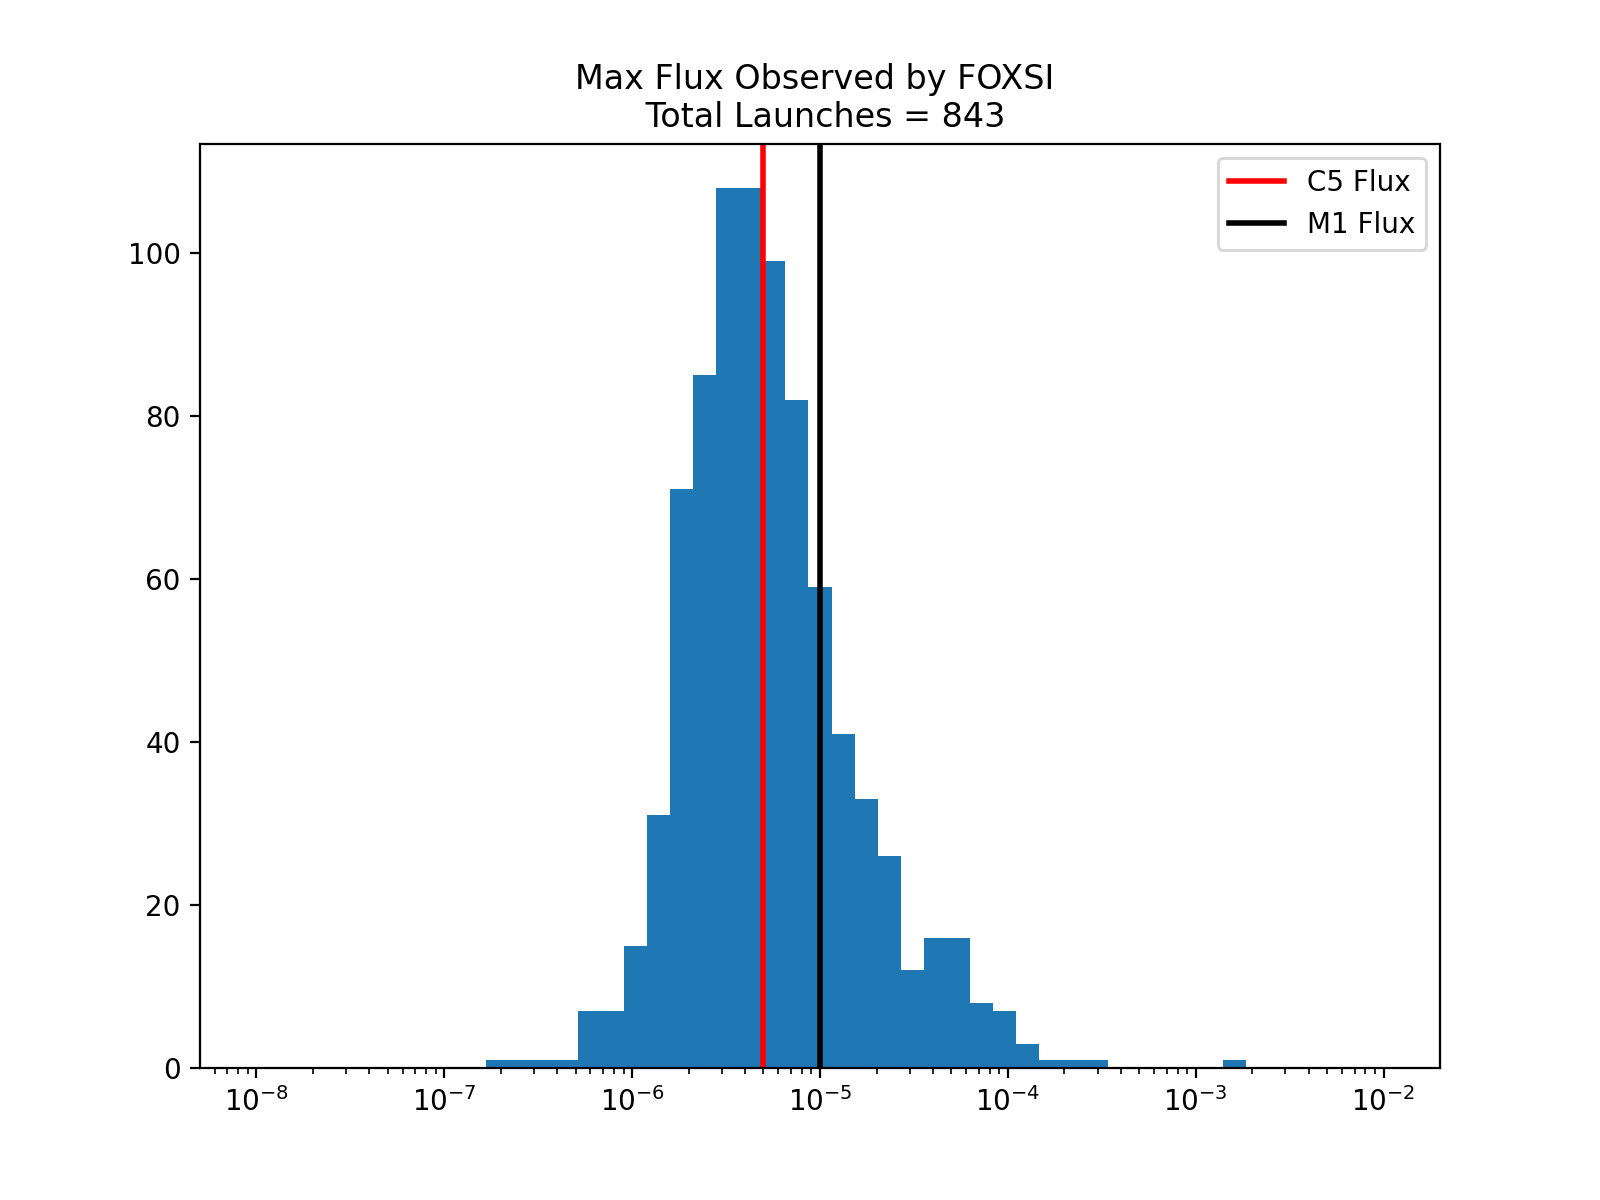 Max Flux Observed by FOXSI
Total Launches = 843
C5 Flux
M1 Flux
100
80
60
40
20
0
10⁻⁸ 10⁻⁷ 10⁻⁶ 10⁻⁵ 10⁻⁴ 10⁻³ 10⁻²